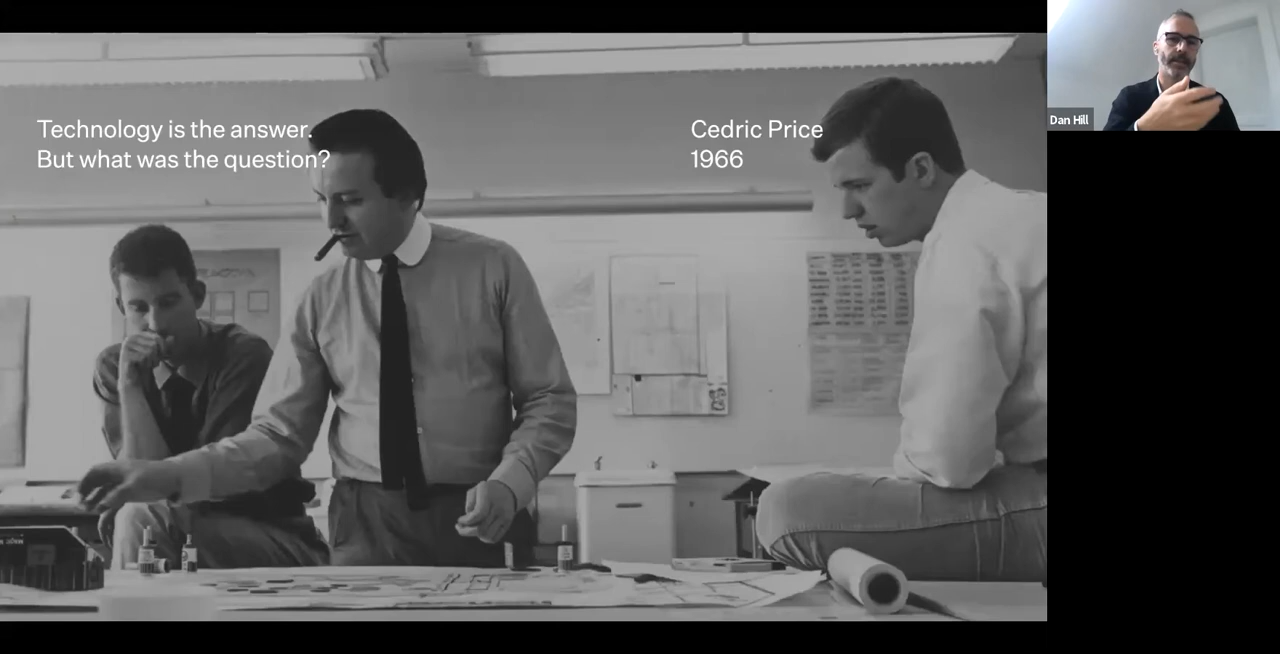 Technology is the answer.
But what was the question?
Cedric Price
1966
Dan Hill